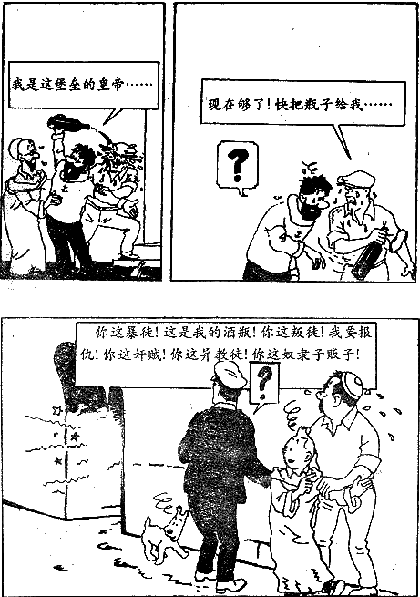 我是这堡垒的皇帝……
现在够了!快把瓶子给我……
?
你这暴徒!这是我的酒瓶!你这叛徒!我要报
仇!你这奸贼!你这异教徒!你这奴隶子贩子!
?